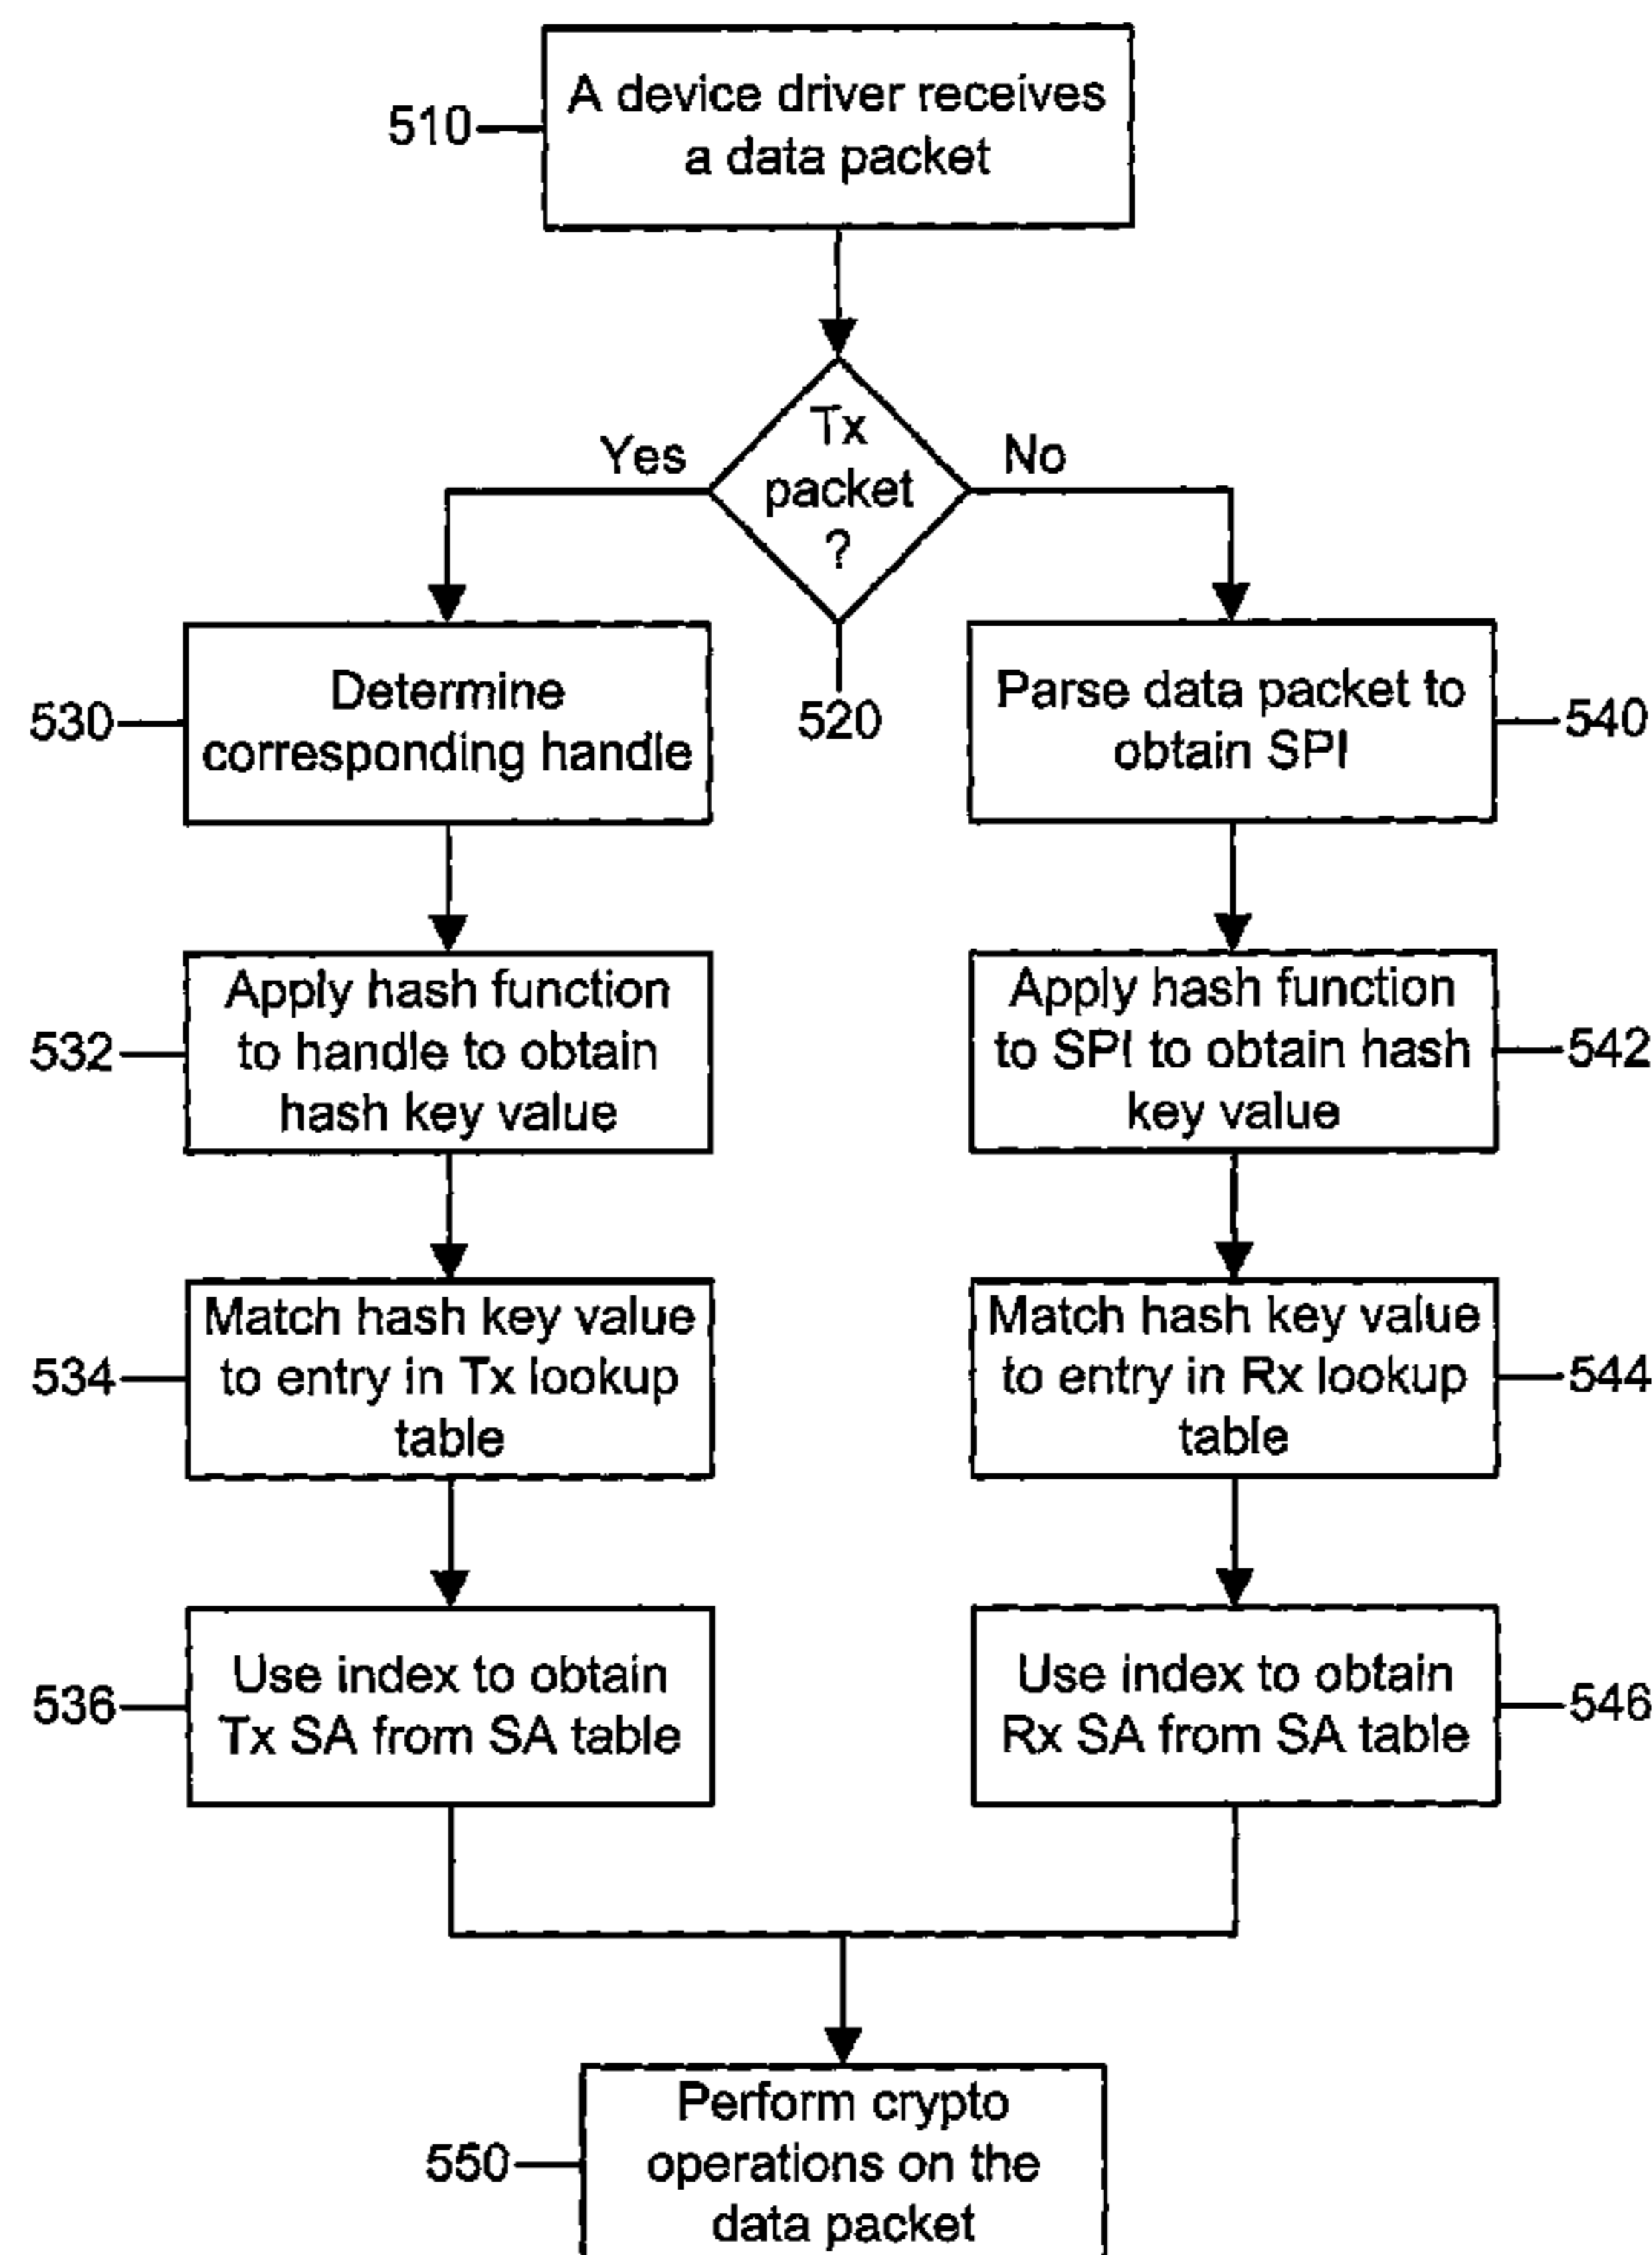 A device driver receives
a data packet
510
Tx
packet
?
Yes
No
520
Determine
corresponding handle
530
Parse data packet to
obtain SPI
540
Apply hash function
to handle to obtain
hash key value
532
Apply hash function
to SPI to obtain hash
key value
542
Match hash key value
to entry in Tx lookup
table
534
Match hash key value
to entry in Rx lookup
table
544
Use index to obtain
Tx SA from SA table
536
Use index to obtain
Rx SA from SA table
546
Perform crypto
operations on the
data packet
550